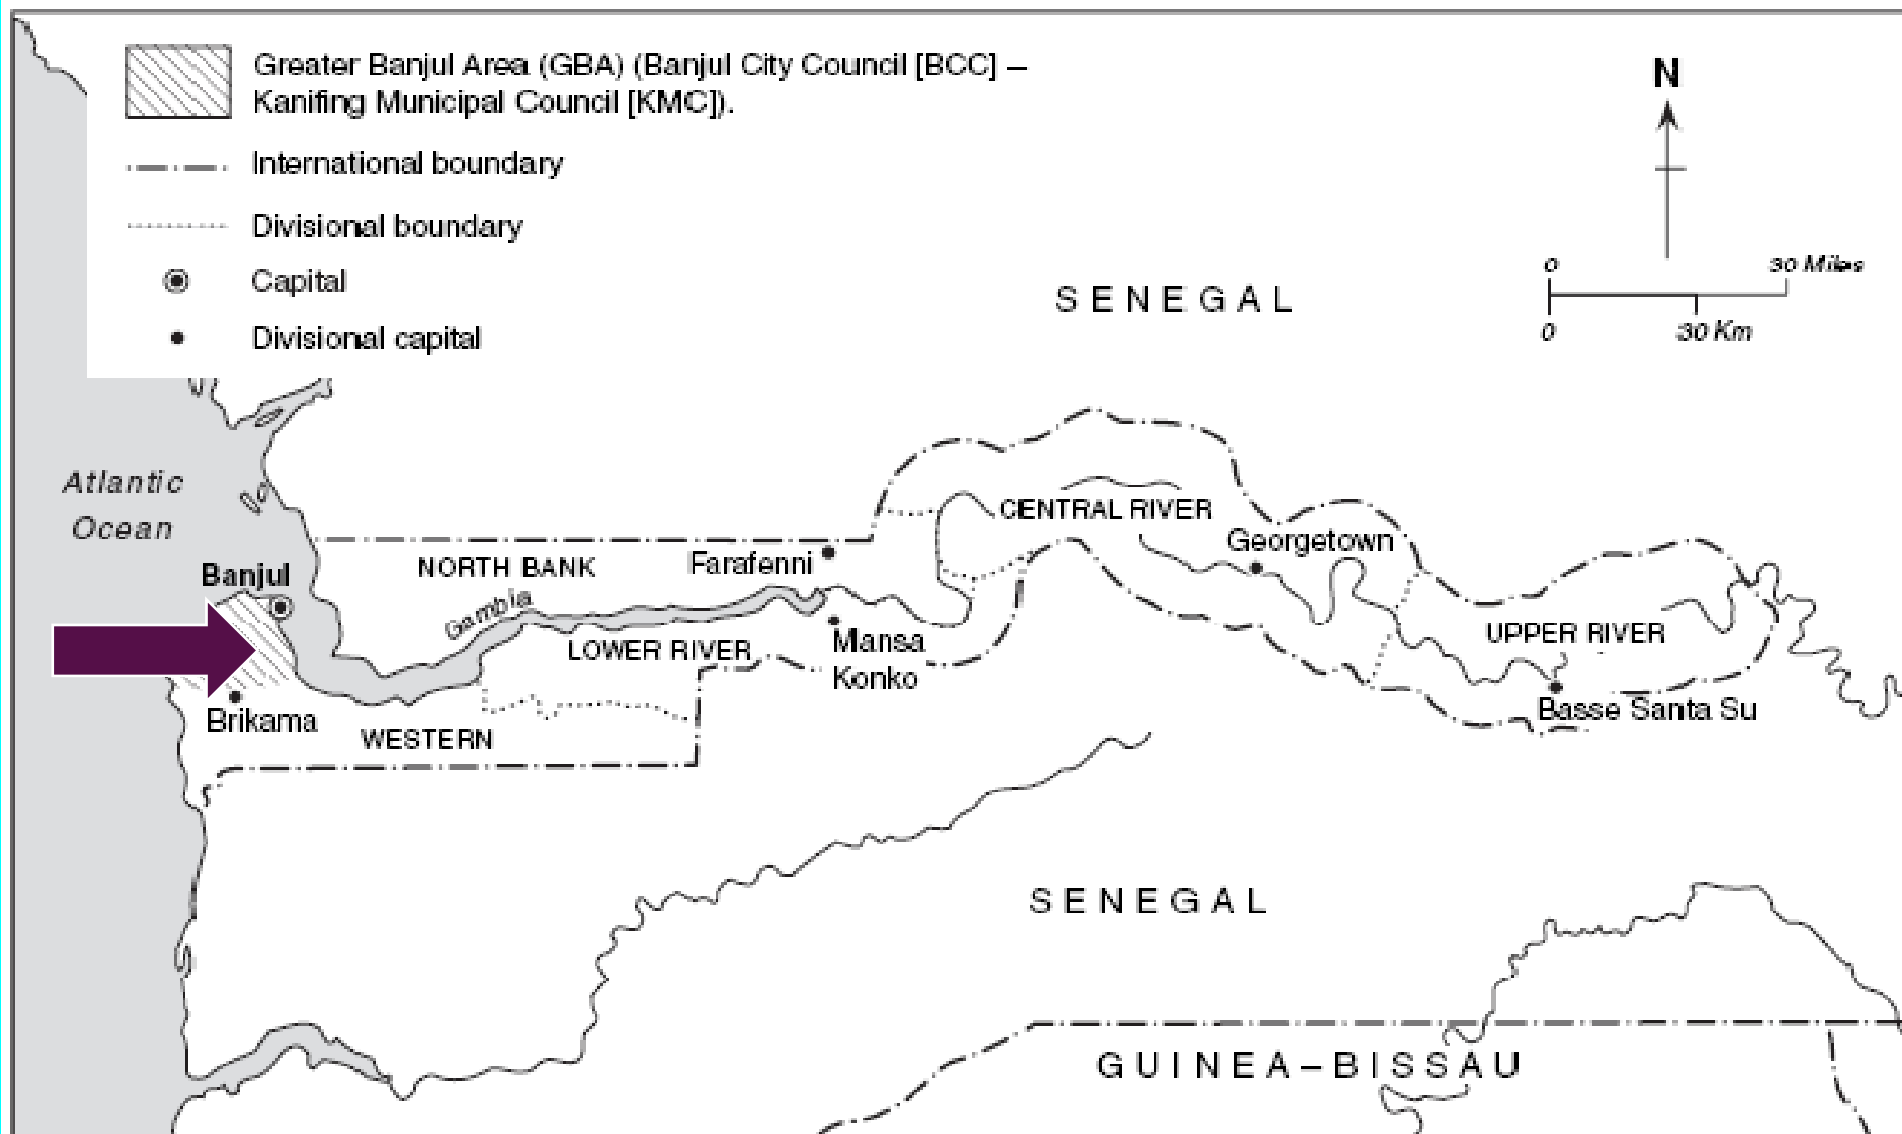 Greater Banjul Area (GBA) (Banjul City Council [BCC] –
Kanifing Municipal Council [KMC]).
International boundary
Divisional boundary
Capital
Divisional capital
N
0
30 Miles
0
30 Km
SENEGAL
Atlantic
Ocean
Banjul
NORTH BANK
Farafenni
CENTRAL RIVER
Georgetown
Gambia
LOWER RIVER
Mansa
Konko
UPPER RIVER
Basse Santa Su
Brikama
WESTERN
SENEGAL
GUINEA–BISSAU